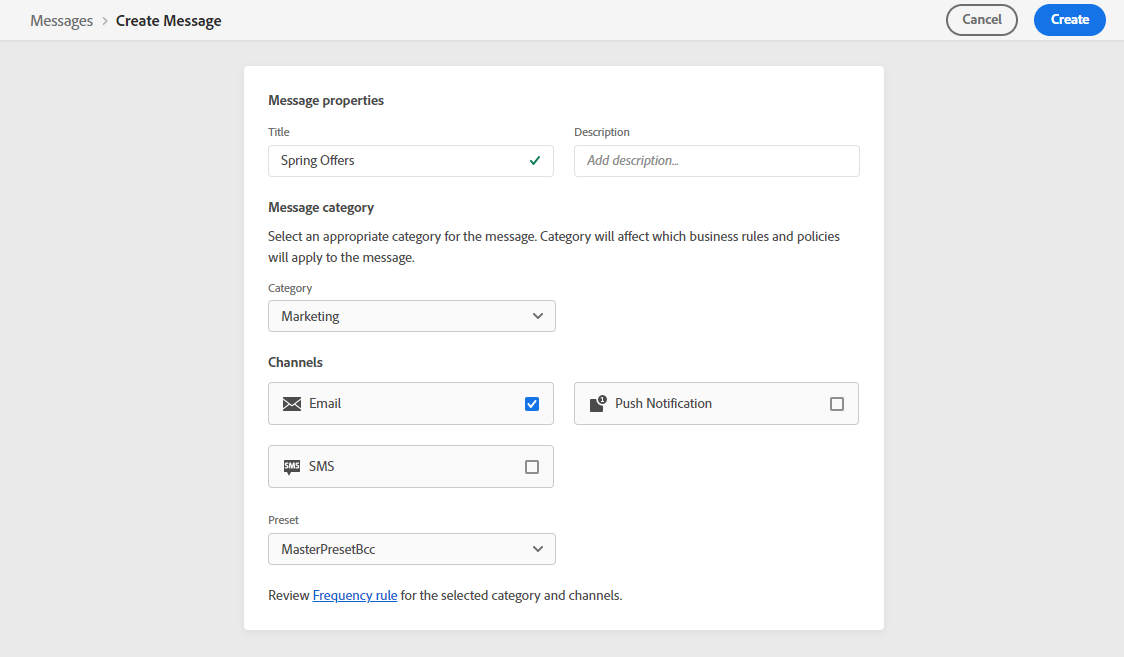 Messages > Create Message
Cancel
Create
Message properties
Title
Description
Spring Offers
Add description...
Message category
Select an appropriate category for the message. Category will affect which business rules and policies
will apply to the message.
Category
Marketing
Channels
Email
1
Push Notification
SMS
SMS
Preset
MasterPresetBcc
Review Frequency rule for the selected category and channels.